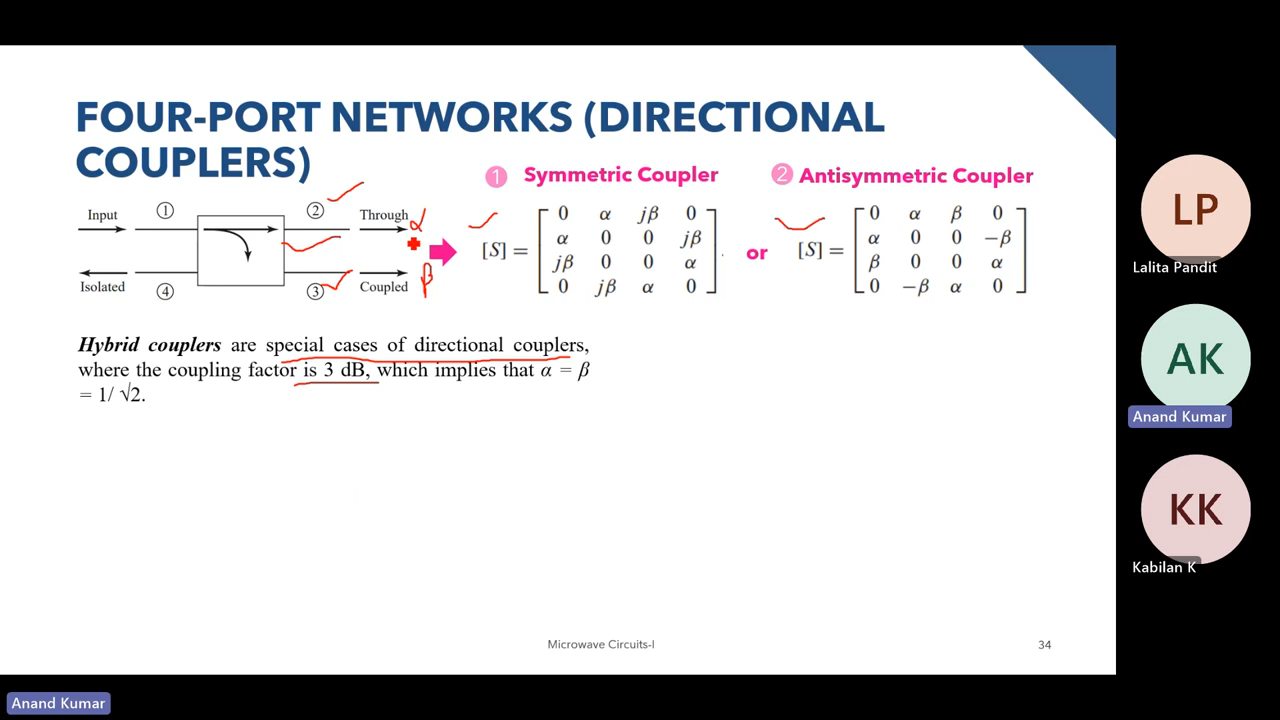 FOUR-PORT NETWORKS (DIRECTIONAL
COUPLERS)
① Symmetric Coupler
② Antisymmetric Coupler
Input ① ② Through α
Isolated ④ ③ Coupled β
[S] =
0 α jβ 0
α 0 0 jβ
jβ 0 0 α
0 jβ α 0
.
or
[S] =
0 α β 0
α 0 0 −β
β 0 0 α
0 −β α 0
Hybrid couplers are special cases of directional couplers,
where the coupling factor is 3 dB, which implies that α = β
= 1/ √2.
Microwave Circuits-I
34
LP
Lalita Pandit
AK
Anand Kumar
KK
Kabilan K
Anand Kumar